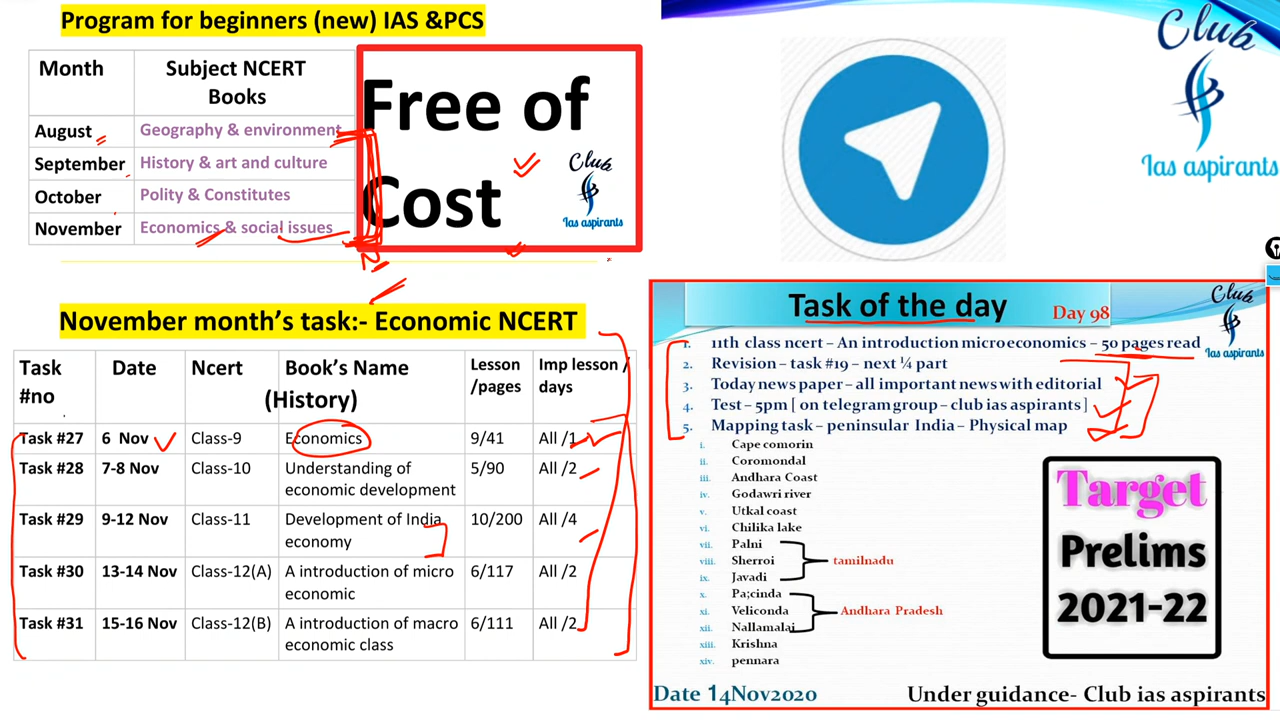 Program for beginners (new) IAS &PCS
Month
Subject NCERT
Books
August
Geography & environment
September
History & art and culture
October
Polity & Constitutes
November
Economics & social issues
Free of
Cost
Club
Ias aspirants
November month's task:- Economic NCERT
Task
#no
Date
Ncert
Book's Name
(History)
Lesson
/pages
Imp lesson /
days
Task #27
6 Nov
Class-9
Economics
9/41
All /1
Task #28
7-8 Nov
Class-10
Understanding of
economic development
5/90
All /2
Task #29
9-12 Nov
Class-11
Development of India
economy
10/200
All /4
Task #30
13-14 Nov
Class-12(A)
A introduction of micro
economic
6/117
All /2
Task #31
15-16 Nov
Class-12(B)
A introduction of macro
economic class
6/111
All /2
Club
Ias aspirants
Task of the day
Day 98
Club
Ias aspirants
1. 11th class ncert – An introduction microeconomics – 50 pages read
2. Revision – task #19 – next ¼ part
3. Today news paper – all important news with editorial
4. Test – 5pm [ on telegram group – club ias aspirants ]
5. Mapping task – peninsular India – Physical map
i. Cape comorin
ii. Coromondal
iii. Andhara Coast
iv. Godawri river
v. Utkal coast
vi. Chilika lake
vii. Palni
viii. Sherroi
ix. Javadi
tamilnadu
x. Pa;cinda
xi. Veliconda
xii. Nallamalai
Andhara Pradesh
xiii. Krishna
xiv. pennara
Target
Prelims
2021-22
Date 14Nov2020
Under guidance- Club ias aspirants